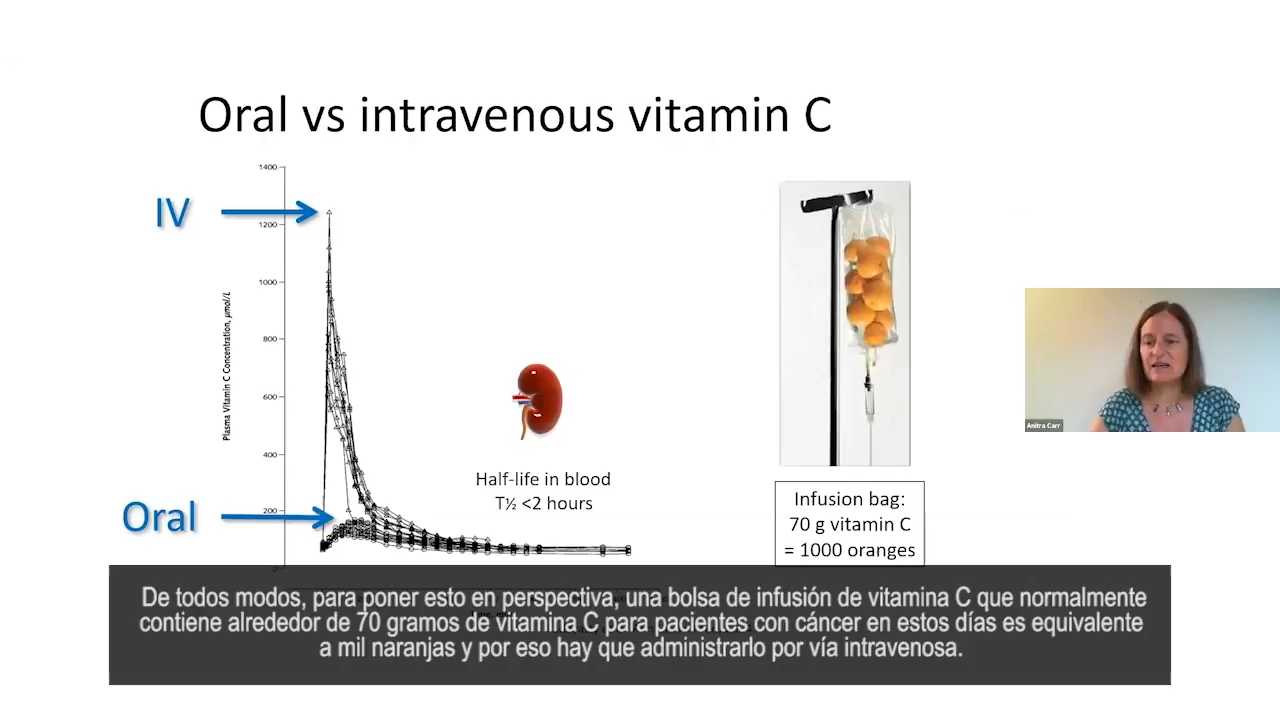 Oral vs intravenous vitamin C
1400
IV
1200
1000
800
600
400
200
0
Plasma Vitamin C Concentration, µmol/L
Oral
Half-life in blood
T½ <2 hours
Infusion bag:
70 g vitamin C
= 1000 oranges
Anitra Carr
De todos modos, para poner esto en perspectiva, una bolsa de infusión de vitamina C que normalmente
contiene alrededor de 70 gramos de vitamina C para pacientes con cáncer en estos días es equivalente
a mil naranjas y por eso hay que administrarlo por vía intravenosa.